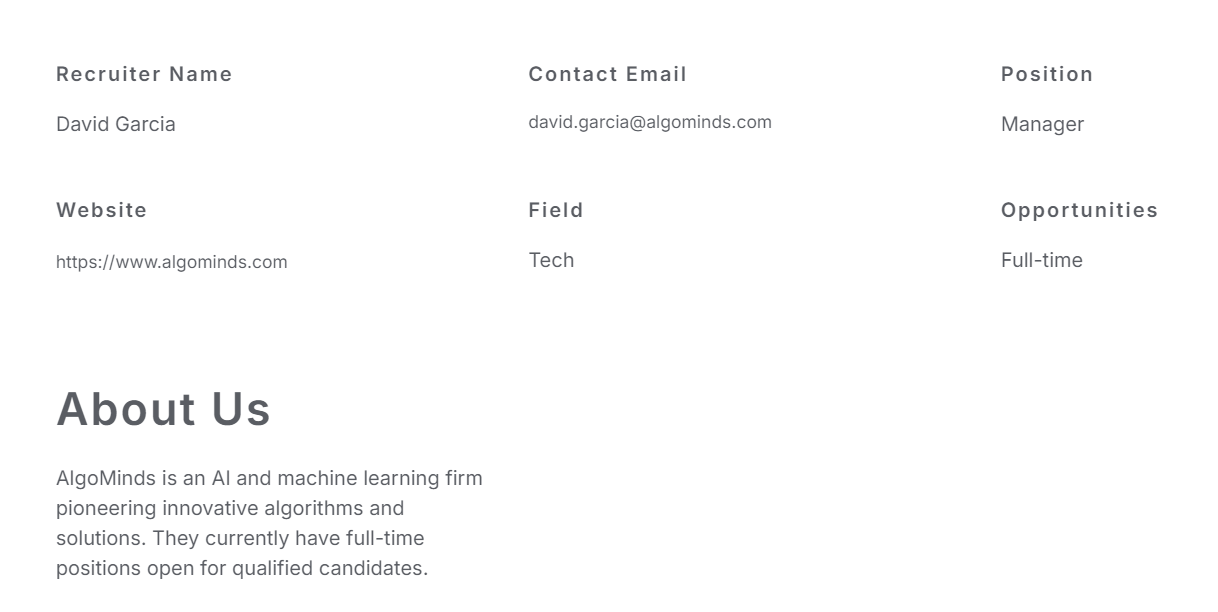 Recruiter Name
Contact Email
Position
David Garcia
david.garcia@algominds.com
Manager
Website
Field
Opportunities
https://www.algominds.com
Tech
Full-time
About Us
AlgoMinds is an AI and machine learning firm
pioneering innovative algorithms and
solutions. They currently have full-time
positions open for qualified candidates.